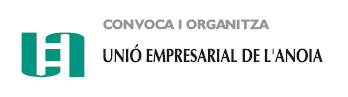 CONVOCA I ORGANITZA
UNIÓ EMPRESARIAL DE L'ANOIA